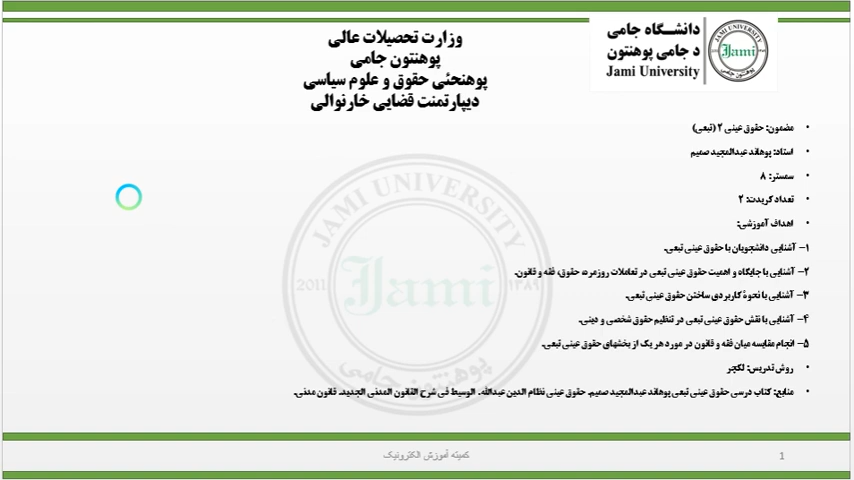 وزارت تحصیلات عالی
پوهنتون جامی
پوهنحئی حقوق و علوم سیاسی
دیپارتمنت قضایی خارنوالی
دانشگاه جامی
د جامی پوهنتون
Jami University
JAMI UNIVERSITY
Jami
پوهنتون جامی
• مضمون: حقوق عینی ۲ (تبعی)
• استاد: پوهاند عبدالمجید صمیم
• سمستر: ۸
• تعداد کریدت: ۲
• اهداف آموزشی:
۱- آشنایی دانشجویان با حقوق عینی تبعی.
۲- آشنایی با جایگاه و اهمیت حقوق عینی تبعی در تعاملات روزمره، حقوق، فقه و قانون.
۳- آشنایی با نحوۀ کاربردی ساختن حقوق عینی تبعی.
۴- آشنایی با نقش حقوق عینی تبعی در تنظیم حقوق شخصی و دینی.
۵- انجام مقایسه میان فقه و قانون در مورد هر یک از بخشهای حقوق عینی تبعی.
• روش تدریس: لکچر
• منابع: کتاب درسی حقوق عینی تبعی پوهاند عبدالمجید صمیم. حقوق عینی نظام الدین عبدالله. الوسیط فی شرح القانون المدنی الجدید. قانون مدنی.
JAMI UNIVERSITY
2011
Jami
۱۳۸۹
پوهنتون جامی
کمیته آموزش الکترونیک
1